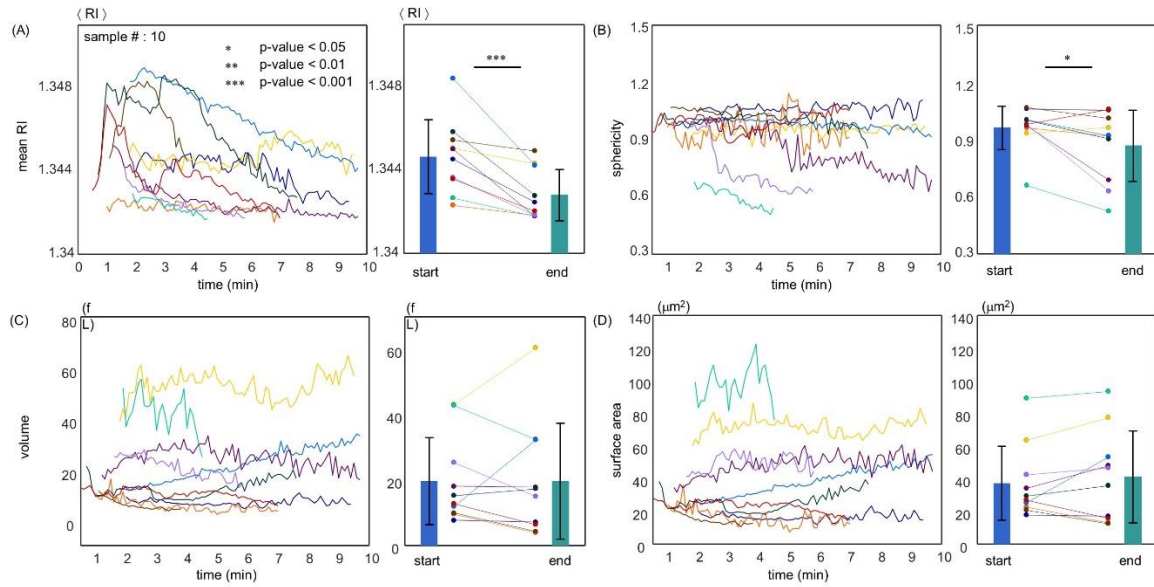 (A)
⟨ RI ⟩
sample # : 10
* p-value < 0.05
** p-value < 0.01
*** p-value < 0.001
1.348
1.344
1.34
mean RI
0 1 2 3 4 5 6 7 8 9 10
time (min)
⟨ RI ⟩
1.348
1.344
1.34
***
start end
(B)
1.5
1.2
0.9
0.6
0.3
sphericity
1 2 3 4 5 6 7 8 9 10
time (min)
1.5
1.2
0.9
0.6
0.3
*
start end
(C)
(f
L)
80
60
40
20
0
volume
1 2 3 4 5 6 7 8 9 10
time (min)
(f
L)
60
40
20
0
start end
(D)
(μm²)
140
120
100
80
60
40
20
0
surface area
1 2 3 4 5 6 7 8 9 10
time (min)
(μm²)
140
120
100
80
60
40
20
0
start end